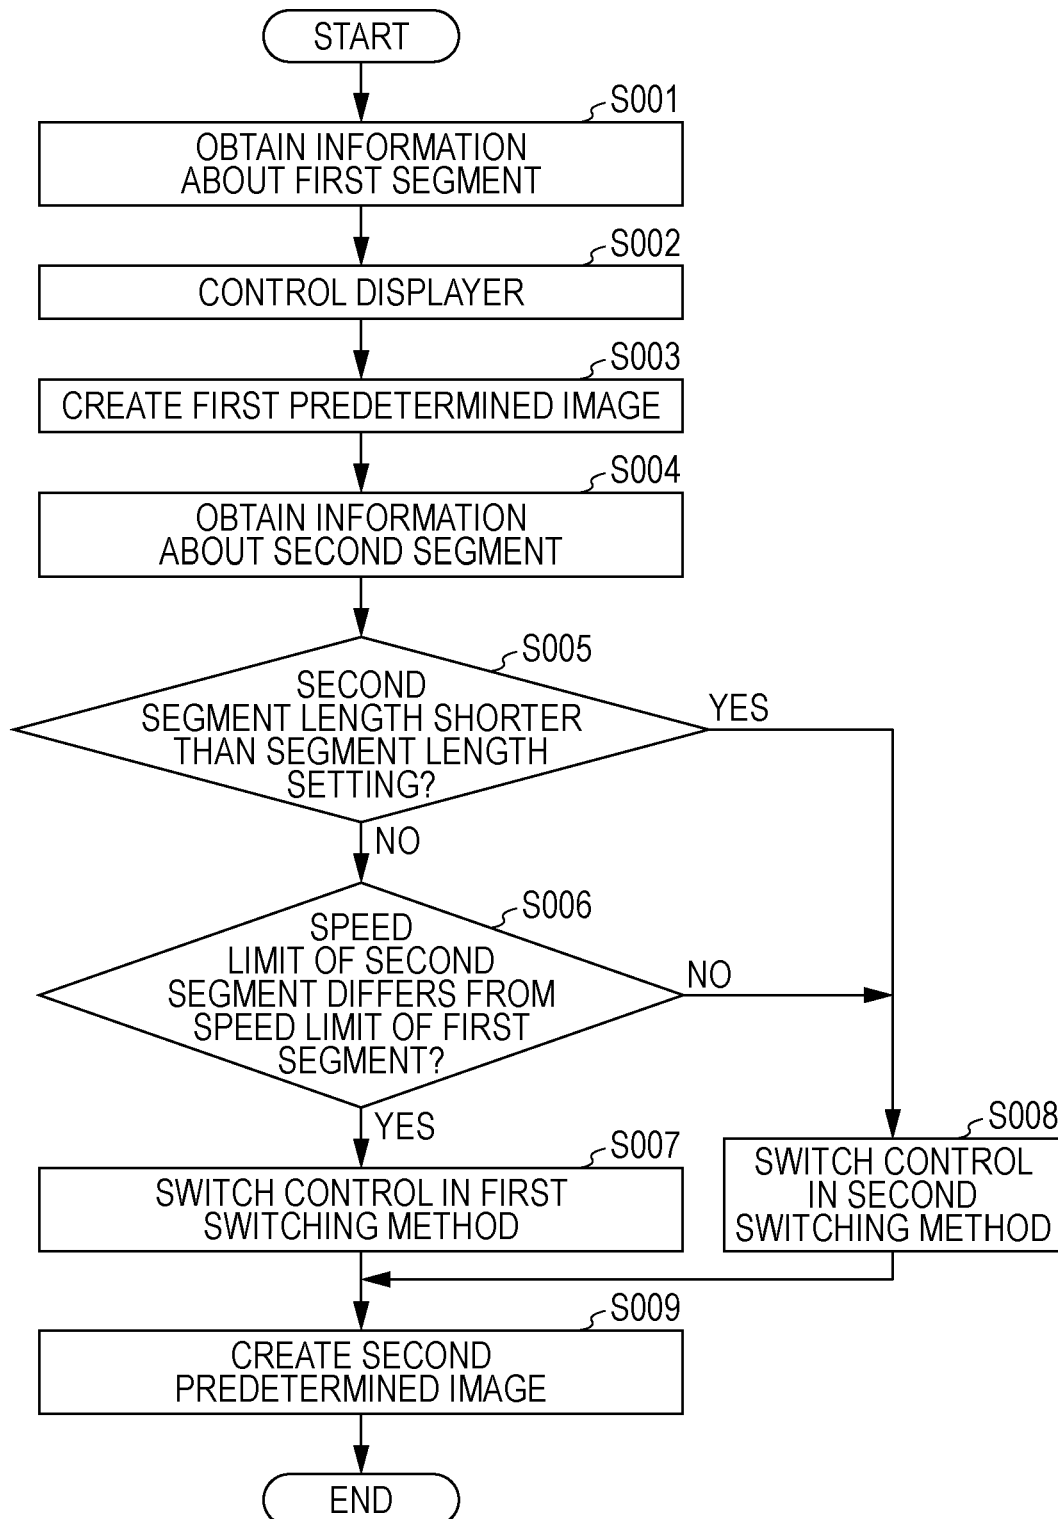 START
S001
OBTAIN INFORMATION
ABOUT FIRST SEGMENT
S002
CONTROL DISPLAYER
S003
CREATE FIRST PREDETERMINED IMAGE
S004
OBTAIN INFORMATION
ABOUT SECOND SEGMENT
S005
SECOND
SEGMENT LENGTH SHORTER
THAN SEGMENT LENGTH
SETTING?
YES
NO
S006
SPEED
LIMIT OF SECOND
SEGMENT DIFFERS FROM
SPEED LIMIT OF FIRST
SEGMENT?
NO
YES
S007
SWITCH CONTROL IN FIRST
SWITCHING METHOD
S008
SWITCH CONTROL
IN SECOND
SWITCHING METHOD
S009
CREATE SECOND
PREDETERMINED IMAGE
END